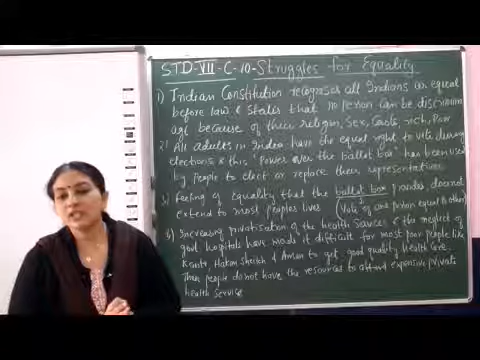 STD-VII-C-10-Struggles for Equality
1) Indian Constitution recognises all Indians as equal
before law & States that no person can be discrimin
age because of their religion, Sex, Caste, rich, Poor
2) All adults in India have the equal right to vote during
elections & this "Power over the ballot box" has been used
by people to elect or replace their representatives
3) Feeling of equality that the ballot box provides doesnot
extend to most peoples lives (Vote of one person equal to others)
4) Increasing privatisation of the health Services & the neglect of
govt hospitals have made it difficult for most poor people like
Kanta, Hakim Sheikh & Aman to get good quality health Care.
Then people do not have the resources to afford expensive private
health service